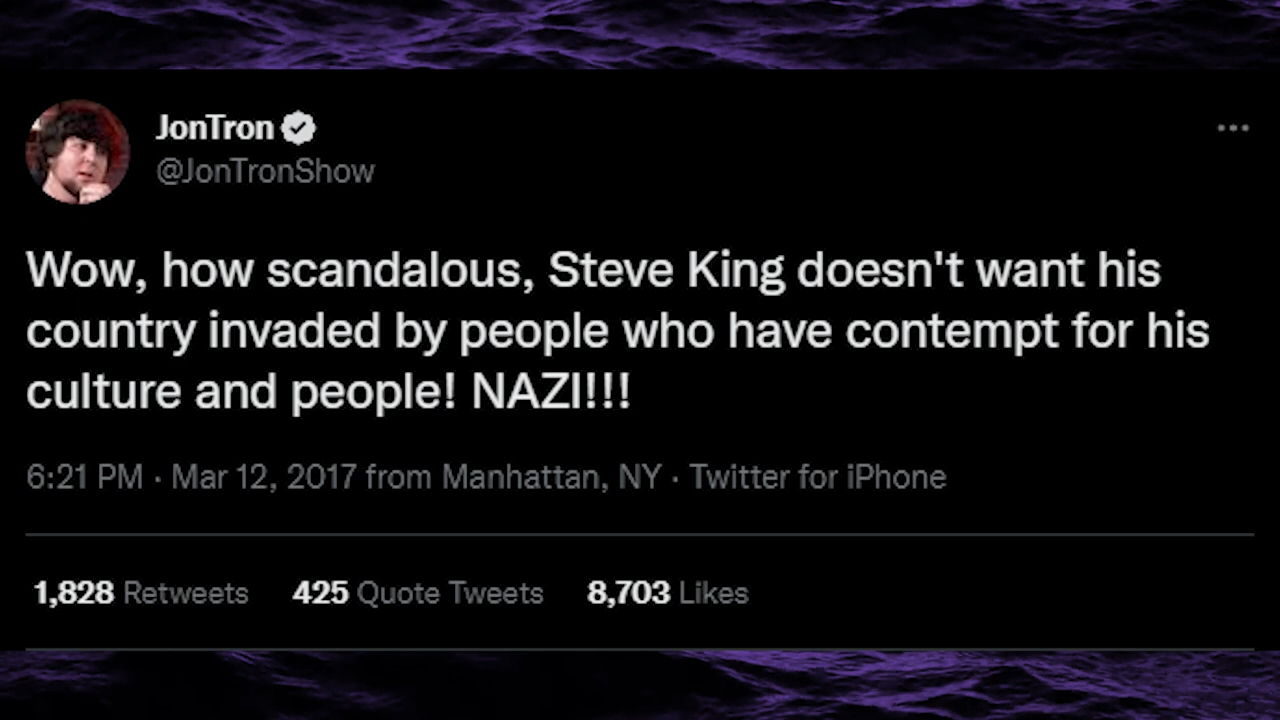 JonTron
@JonTronShow
Wow, how scandalous, Steve King doesn't want his
country invaded by people who have contempt for his
culture and people! NAZI!!!
6:21 PM · Mar 12, 2017 from Manhattan, NY · Twitter for iPhone
1,828 Retweets 425 Quote Tweets 8,703 Likes